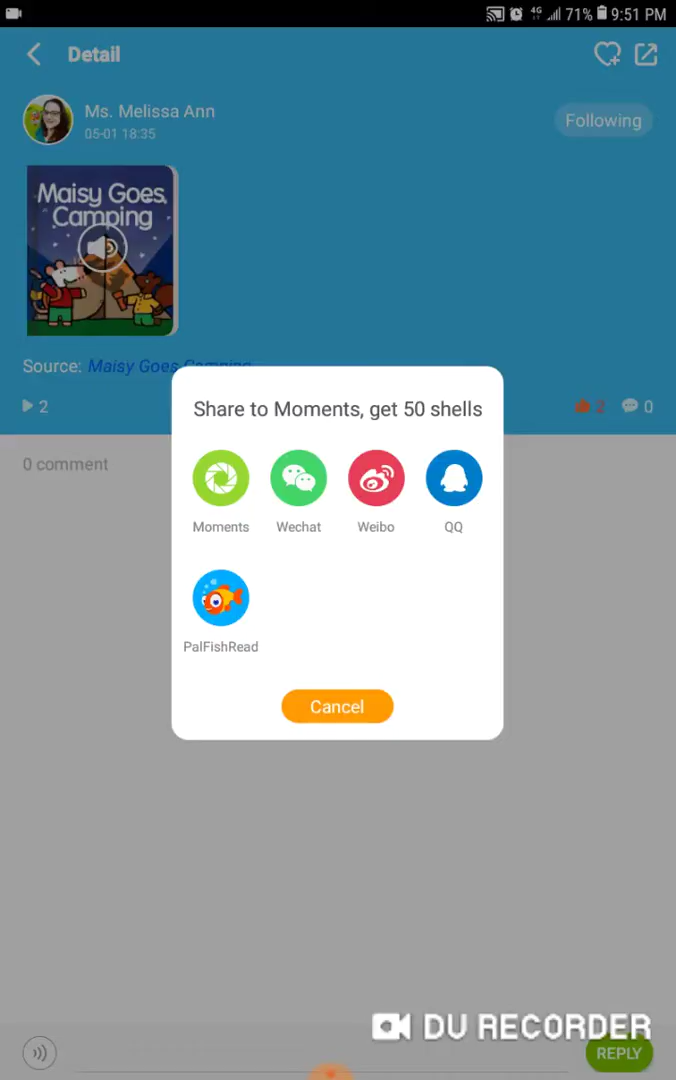 4G 71% 9:51 PM
Detail
Ms. Melissa Ann
05-01 18:35
Following
Maisy Goes
Camping
Source: Maisy Goes Camping
2
2
0
Share to Moments, get 50 shells
0 comment
Moments
Wechat
Weibo
QQ
PalFishRead
Cancel
DU RECORDER
REPLY